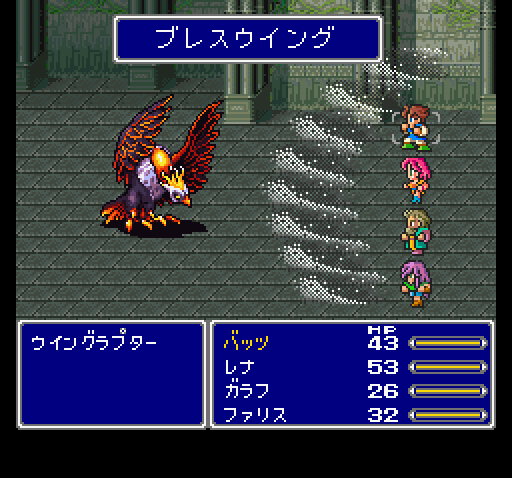 ブレスウイング
ウイングラプター
HP
バッツ 43
レナ 53
ガラフ 26
ファリス 32